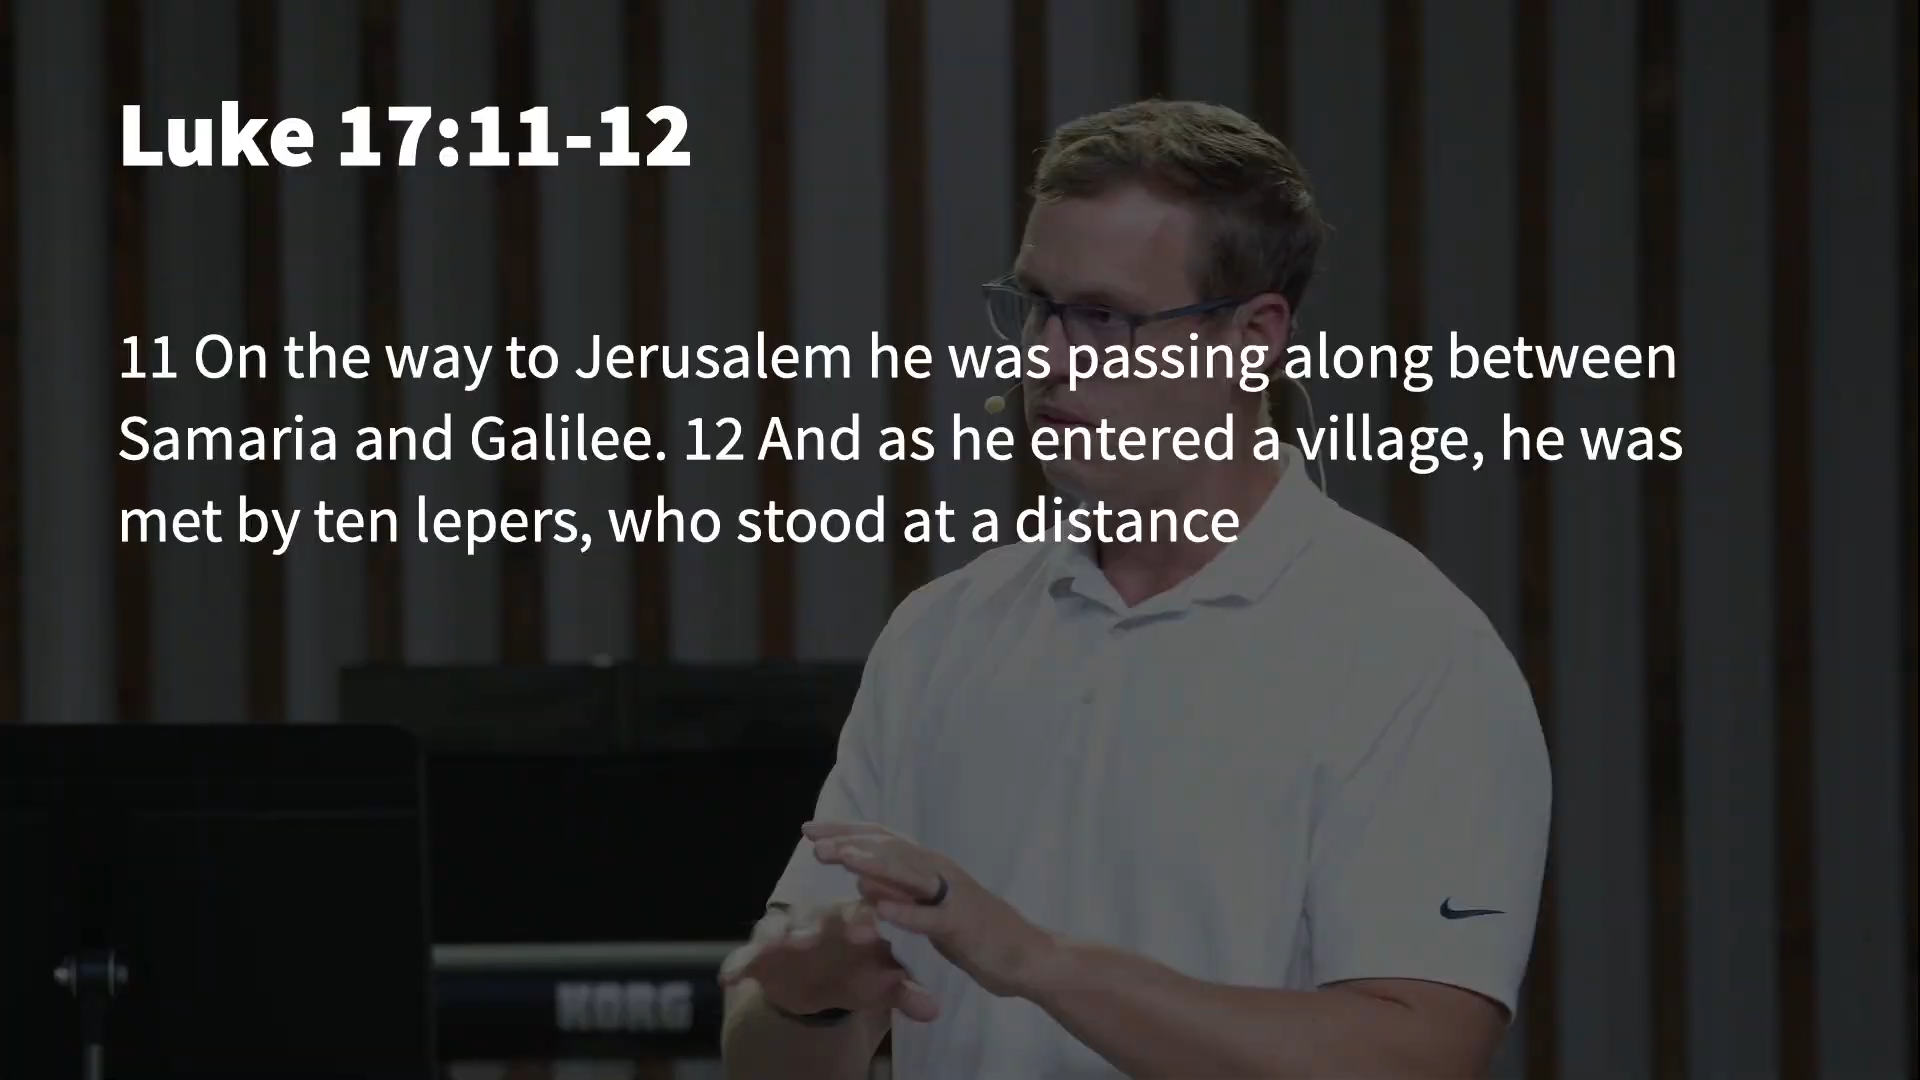 Luke 17:11-12
11 On the way to Jerusalem he was passing along between
Samaria and Galilee. 12 And as he entered a village, he was
met by ten lepers, who stood at a distance
KORG